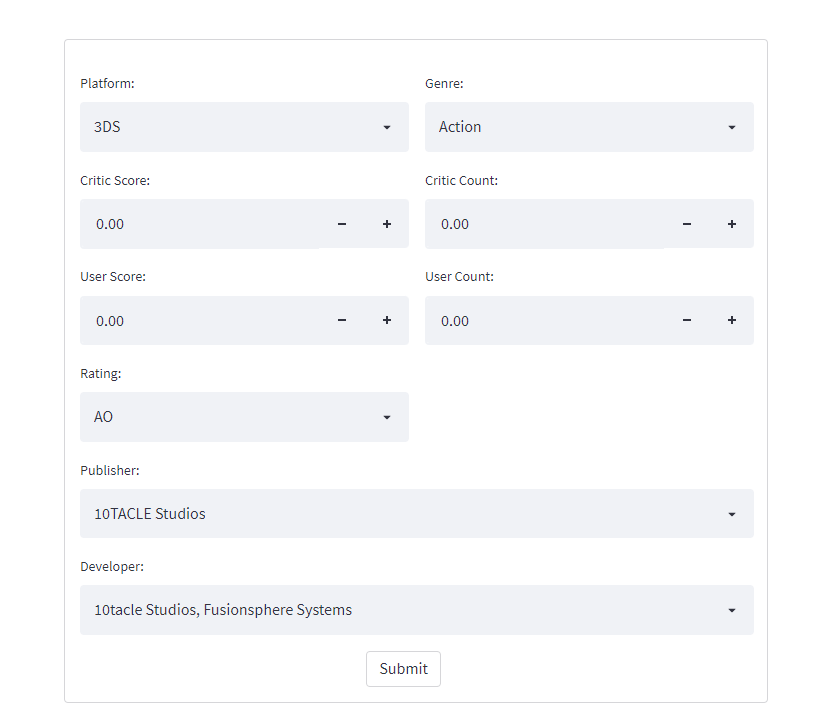 Platform: Genre:
3DS Action
Critic Score: Critic Count:
0.00 − + 0.00 − +
User Score: User Count:
0.00 − + 0.00 − +
Rating:
AO
Publisher:
10TACLE Studios
Developer:
10tacle Studios, Fusionsphere Systems
Submit